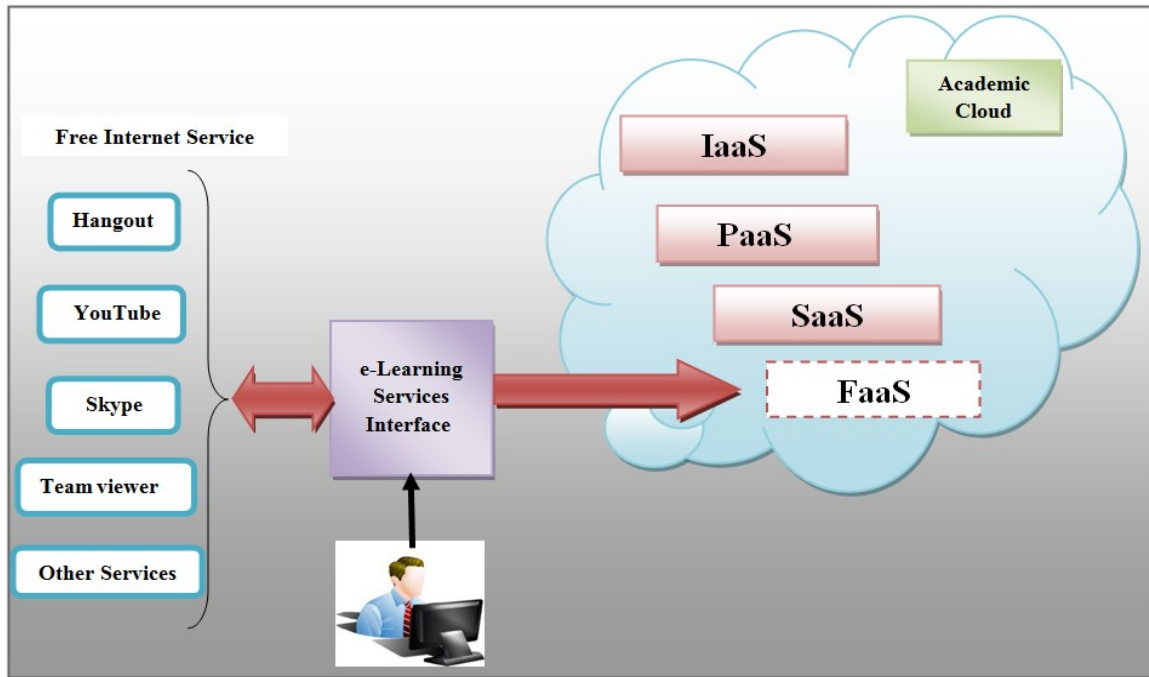 Free Internet Service
Hangout
YouTube
Skype
Team viewer
Other Services
e-Learning
Services
Interface
Academic
Cloud
IaaS
PaaS
SaaS
FaaS